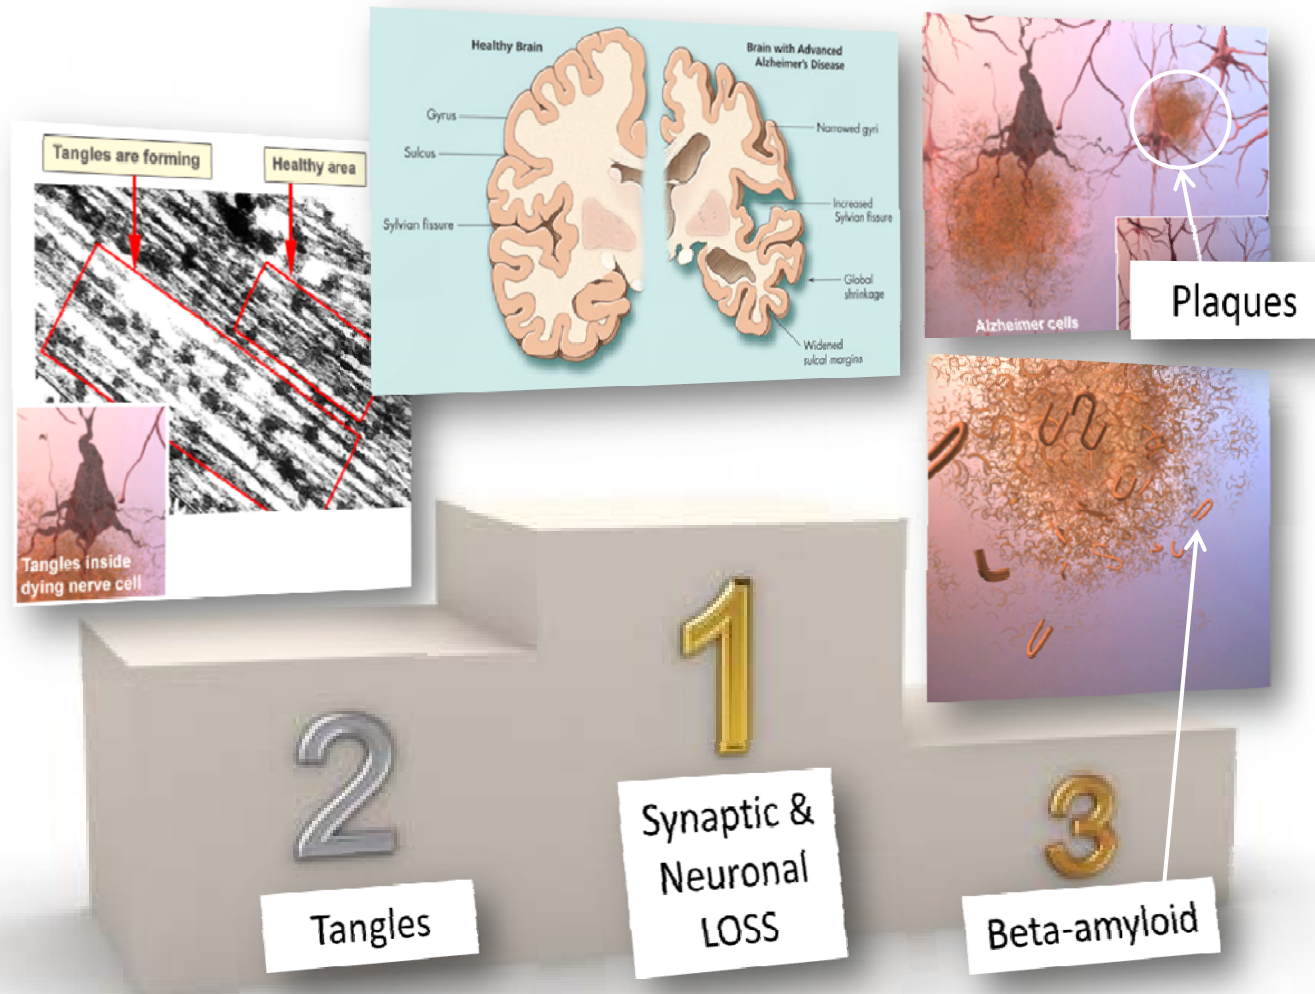 Tangles are forming
Healthy area
Tangles inside
dying nerve cell
Healthy Brain
Brain with Advanced
Alzheimer's Disease
Gyrus
Sulcus
Sylvian fissure
Narrowed gyri
Increased
Sylvian fissure
Global
shrinkage
Widened
sulcal margins
Alzheimer cells
Plaques
2
Tangles
1
Synaptic &
Neuronal
LOSS
3
Beta-amyloid